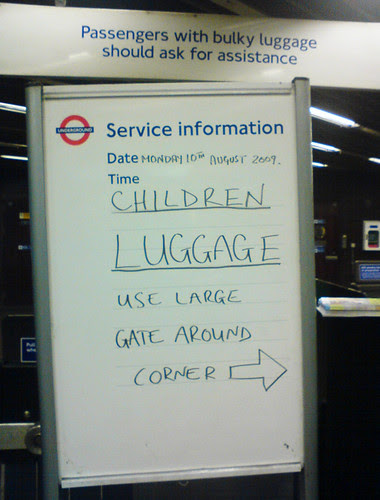 Passengers with bulky luggage
should ask for assistance
UNDERGROUND
Service information
Date MONDAY 10TH AUGUST 2009.
Time
CHILDREN
LUGGAGE
USE LARGE
GATE AROUND
CORNER